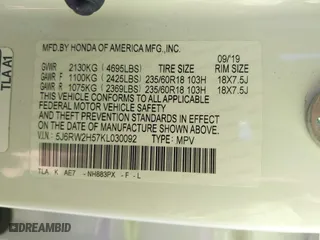 TLA A1
MFD.BY HONDA OF AMERICA MFG.,INC.
09/19
GVWR 2130KG (4695LBS) TIRE SIZE RIM SIZE
GAWR F 1100KG (2425LBS) 235/60R18 103H 18X7.5J
GAWR R 1075KG (2369LBS) 235/60R18 103H 18X7.5J
THIS VEHICLE CONFORMS TO ALL APPLICABLE
FEDERAL MOTOR VEHICLE SAFETY, BUMPER,
AND THEFT PREVENTION STANDARDS IN EFFECT
ON THE DATE OF MANUFACTURE SHOWN ABOVE.
V.I.N.: 5J6RW2H57KL030092 TYPE: MPV
TLA K AE7 -NH883PX -F -L
© DREAMBID
DREAMBID.COM